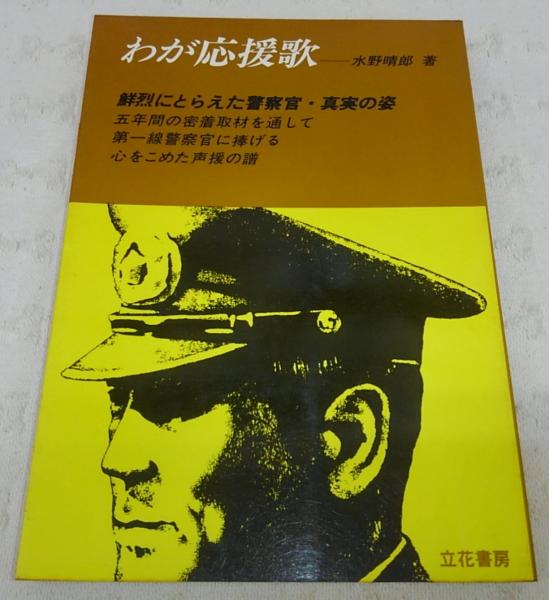 わが応援歌──水野晴郎 著
鮮烈にとらえた警察官・真実の姿
五年間の密着取材を通して
第一線警察官に捧げる
心をこめた声援の譜
立花書房